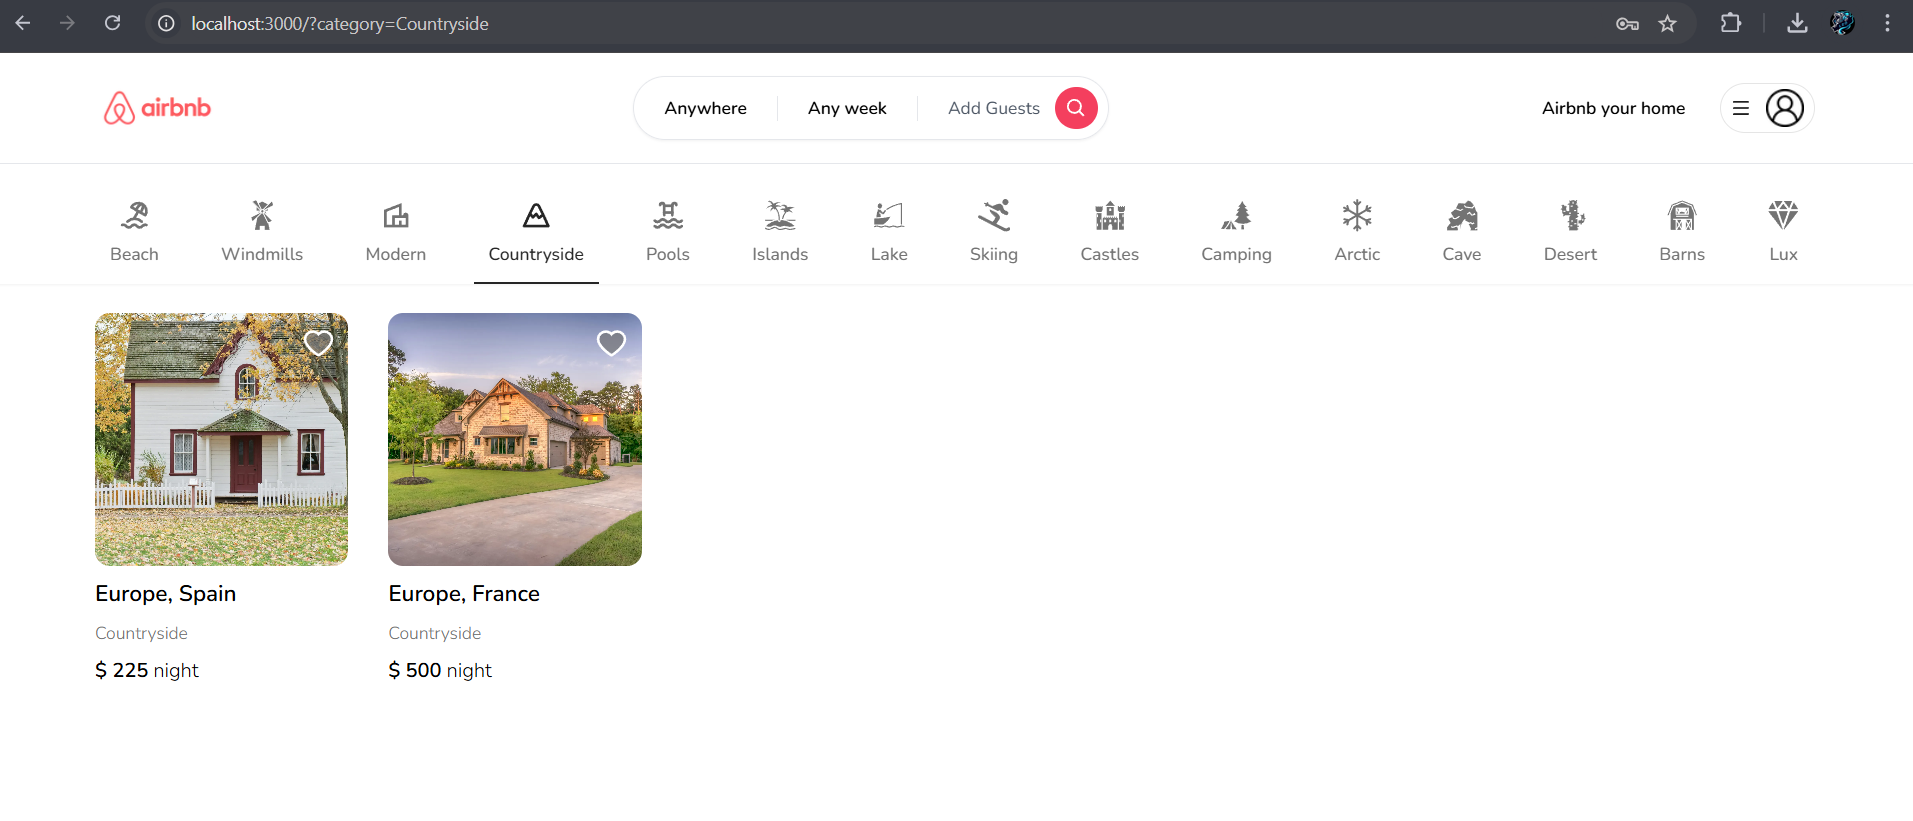 localhost:3000/?category=Countryside
airbnb
Anywhere
Any week
Add Guests
Airbnb your home
Beach
Windmills
Modern
Countryside
Pools
Islands
Lake
Skiing
Castles
Camping
Arctic
Cave
Desert
Barns
Lux
Europe, Spain
Countryside
$ 225 night
Europe, France
Countryside
$ 500 night